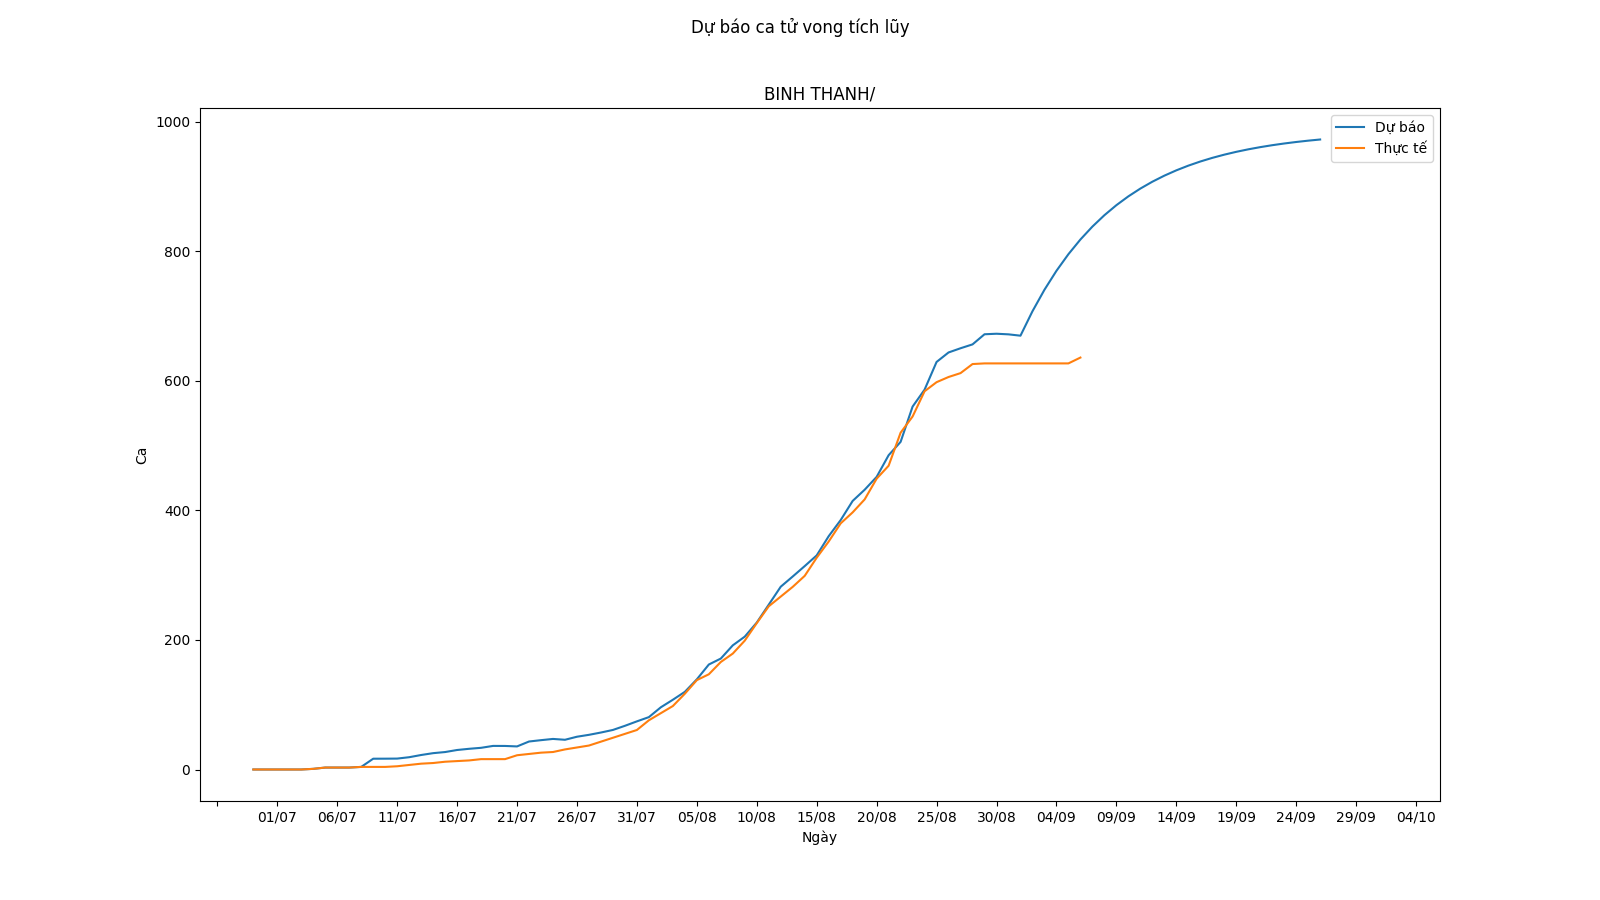 Dự báo ca tử vong tích lũy
BINH THANH/
1000
800
600
400
200
0
Ca
Dự báo
Thực tế
01/07 06/07 11/07 16/07 21/07 26/07 31/07 05/08 10/08 15/08 20/08 25/08 30/08 04/09 09/09 14/09 19/09 24/09 29/09 04/10
Ngày